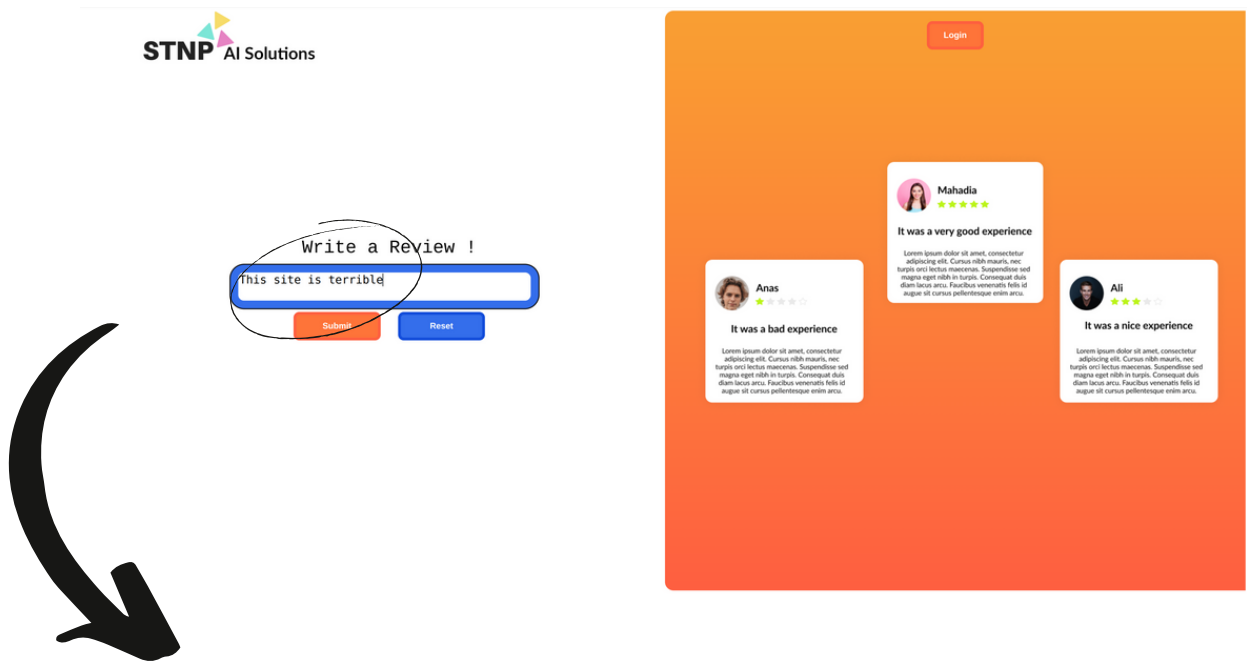 STNP AI Solutions
Login
Write a Review !
This site is terrible
Submit
Reset
Mahadia
It was a very good experience
Lorem ipsum dolor sit amet, consectetur
adipiscing elit. Cursus nibh mauris, nec
turpis orci lectus maecenas. Suspendisse sed
magna eget nibh in turpis. Consequat duis
diam lacus arcu. Faucibus venenatis felis id
augue sit cursus pellentesque enim arcu.
Anas
It was a bad experience
Lorem ipsum dolor sit amet, consectetur
adipiscing elit. Cursus nibh mauris, nec
turpis orci lectus maecenas. Suspendisse sed
magna eget nibh in turpis. Consequat duis
diam lacus arcu. Faucibus venenatis felis id
augue sit cursus pellentesque enim arcu.
Ali
It was a nice experience
Lorem ipsum dolor sit amet, consectetur
adipiscing elit. Cursus nibh mauris, nec
turpis orci lectus maecenas. Suspendisse sed
magna eget nibh in turpis. Consequat duis
diam lacus arcu. Faucibus venenatis felis id
augue sit cursus pellentesque enim arcu.